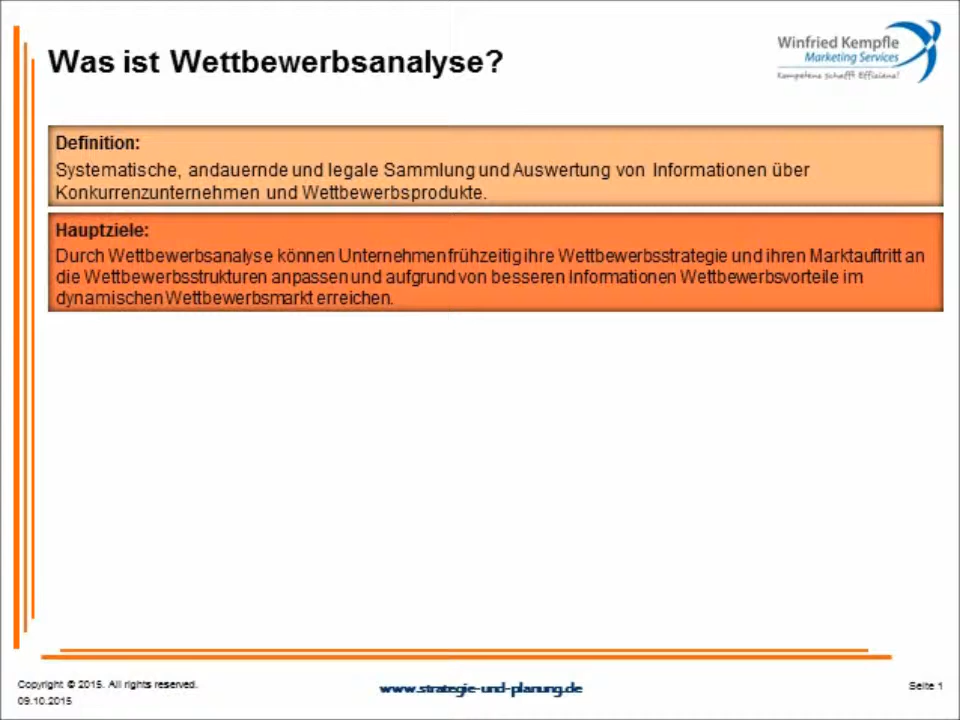 Was ist Wettbewerbsanalyse?
Winfried Kempfle
Marketing Services
Kompetenz schafft Effizienz!
Definition:
Systematische, andauernde und legale Sammlung und Auswertung von Informationen über
Konkurrenzunternehmen und Wettbewerbsprodukte.
Hauptziele:
Durch Wettbewerbsanalyse können Unternehmen frühzeitig ihre Wettbewerbsstrategie und ihren Marktauftritt an
die Wettbewerbsstrukturen anpassen und aufgrund von besseren Informationen Wettbewerbsvorteile im
dynamischen Wettbewerbsmarkt erreichen.
Copyright © 2015. All rights reserved.
09.10.2015
www.strategie-und-planung.de
Seite 1